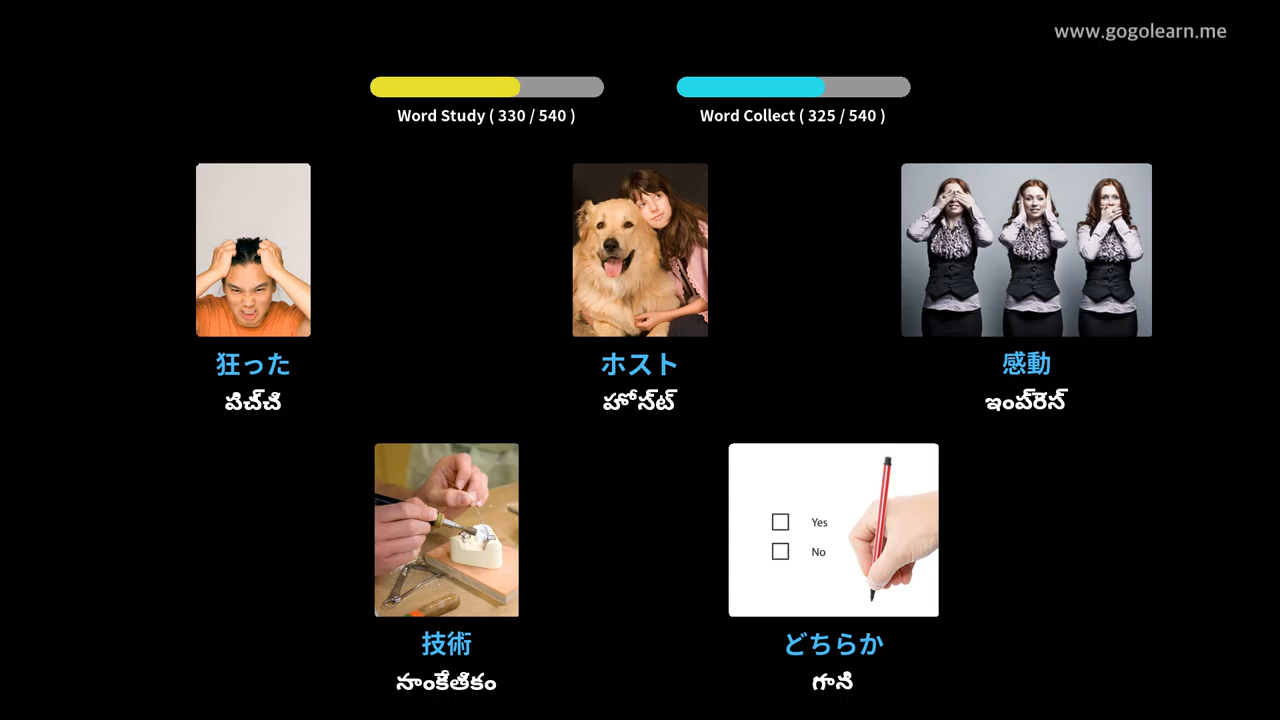 www.gogolearn.me
Word Study ( 330 / 540 )
Word Collect ( 325 / 540 )
狂った
పిచ్చి
ホスト
హోస్ట్
感動
ఇంప్రెస్
Yes
No
技術
సాంకేతికం
どちらか
గాని